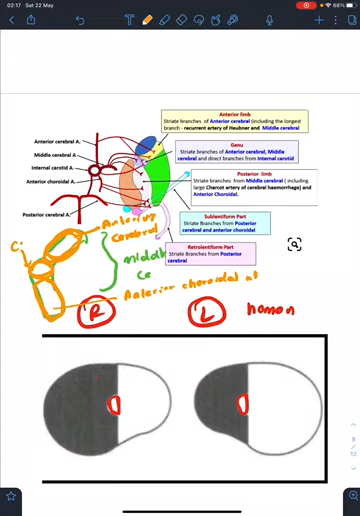 02:17 Sat 22 May
68%
Anterior limb
Striate branches of Anterior cerebral (including the longest
branch - recurrent artery of Heubner and Middle cerebral
Genu
Striate branches of Anterior cerebral, Middle
cerebral and direct branches from Internal carotid
Posterior limb
Striate branches from Middle cerebral ( including
large Charcot artery of cerebral haemorrhage) and
Anterior Choroidal.
Sublentiform Part
Striate Branches from Posterior
cerebral and anterior choroidal
Retrolentiform Part
Striate Branches from Posterior
cerebral
Anterior cerebral A.
Middle cerebral A
Internal carotid A
Anterior choroidal A.
Posterior cerebral A.
Anterior
cerebral
C.
middle
ce
Anterior choroidal at
R
L
homon
9
12